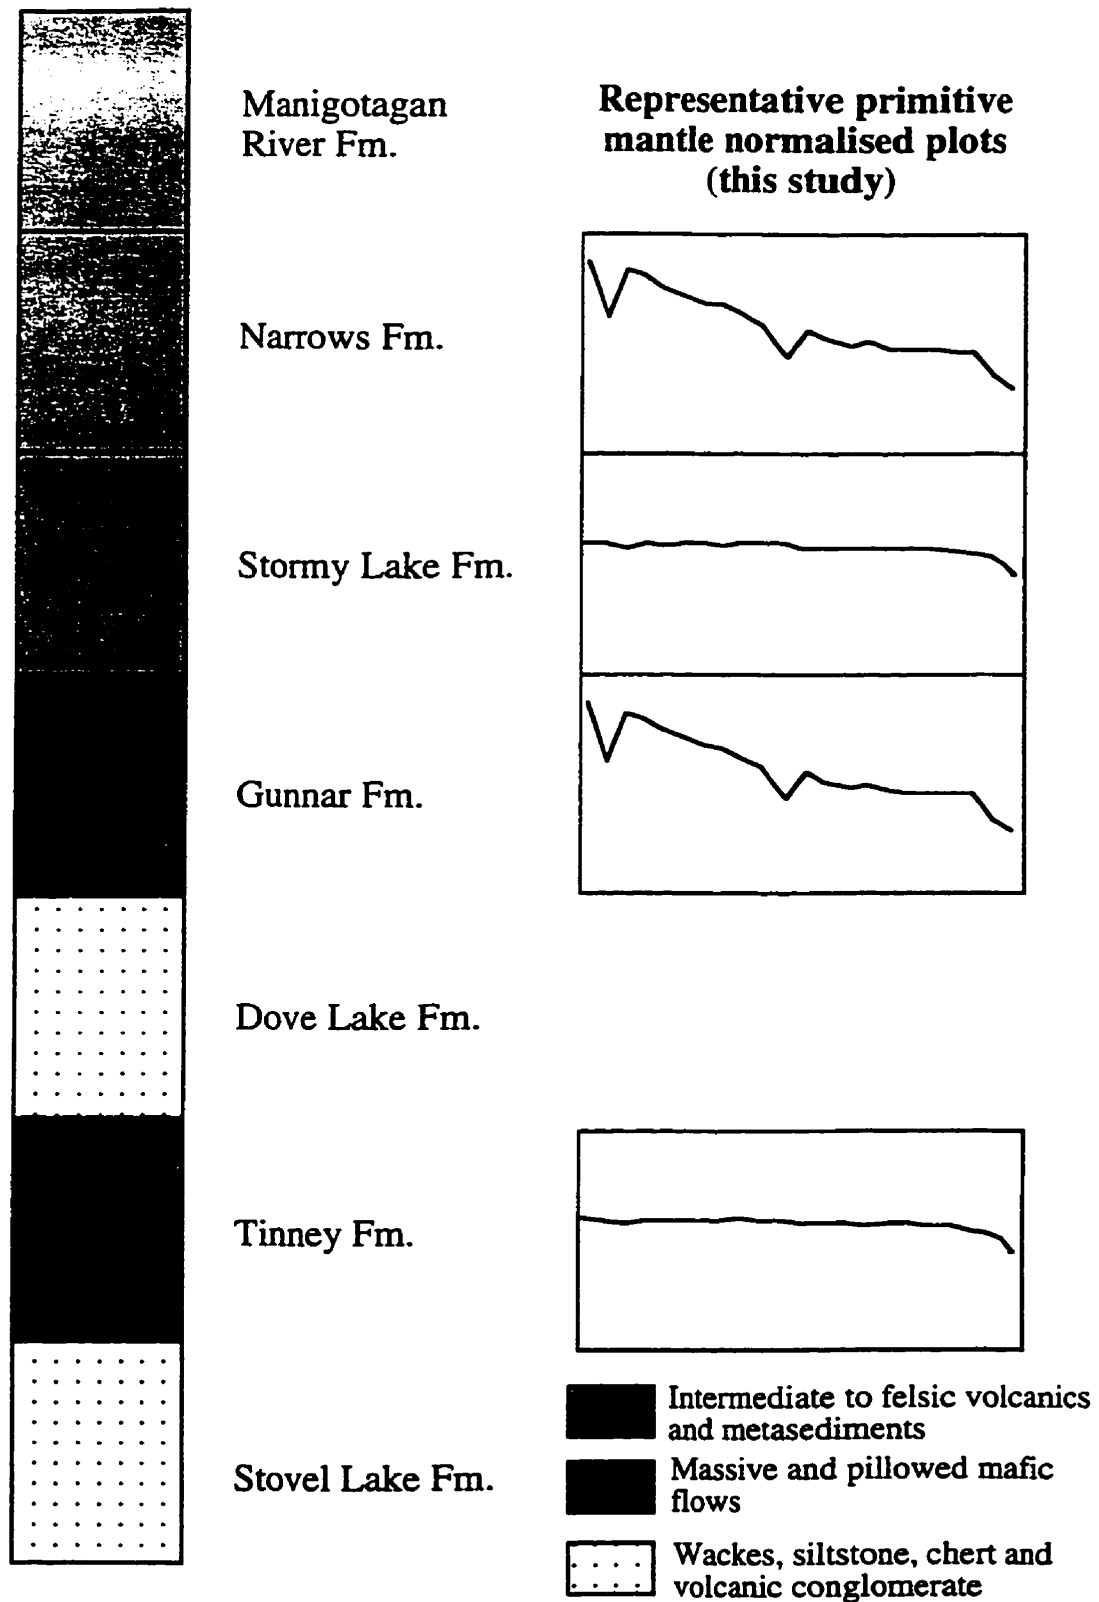 Manigotagan
River Fm.
Representative primitive
mantle normalised plots
(this study)
Narrows Fm.
Stormy Lake Fm.
Gunnar Fm.
Dove Lake Fm.
Tinney Fm.
Stovel Lake Fm.
Intermediate to felsic volcanics
and metasediments
Massive and pillowed mafic
flows
Wackes, siltstone, chert and
volcanic conglomerate